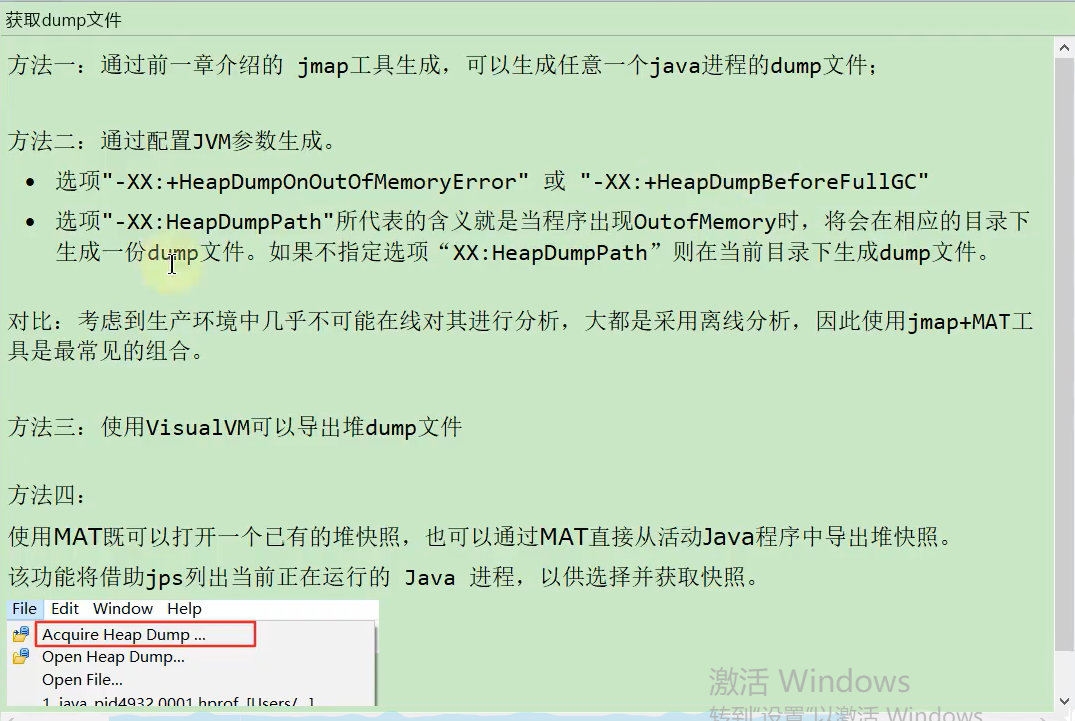 获取dump文件
方法一：通过前一章介绍的 jmap工具生成，可以生成任意一个java进程的dump文件；
方法二：通过配置JVM参数生成。
• 选项"-XX:+HeapDumpOnOutOfMemoryError" 或 "-XX:+HeapDumpBeforeFullGC"
• 选项"-XX:HeapDumpPath"所代表的含义就是当程序出现OutofMemory时，将会在相应的目录下
生成一份dump文件。如果不指定选项“XX:HeapDumpPath”则在当前目录下生成dump文件。
对比：考虑到生产环境中几乎不可能在线对其进行分析，大都是采用离线分析，因此使用jmap+MAT工
具是最常见的组合。
方法三：使用VisualVM可以导出堆dump文件
方法四：
使用MAT既可以打开一个已有的堆快照，也可以通过MAT直接从活动Java程序中导出堆快照。
该功能将借助jps列出当前正在运行的 Java 进程，以供选择并获取快照。
File Edit Window Help
Acquire Heap Dump ...
Open Heap Dump...
Open File...
1 java_pid4932.0001.hprof [Users/...]
激活 Windows
转到"设置"以激活 Windows